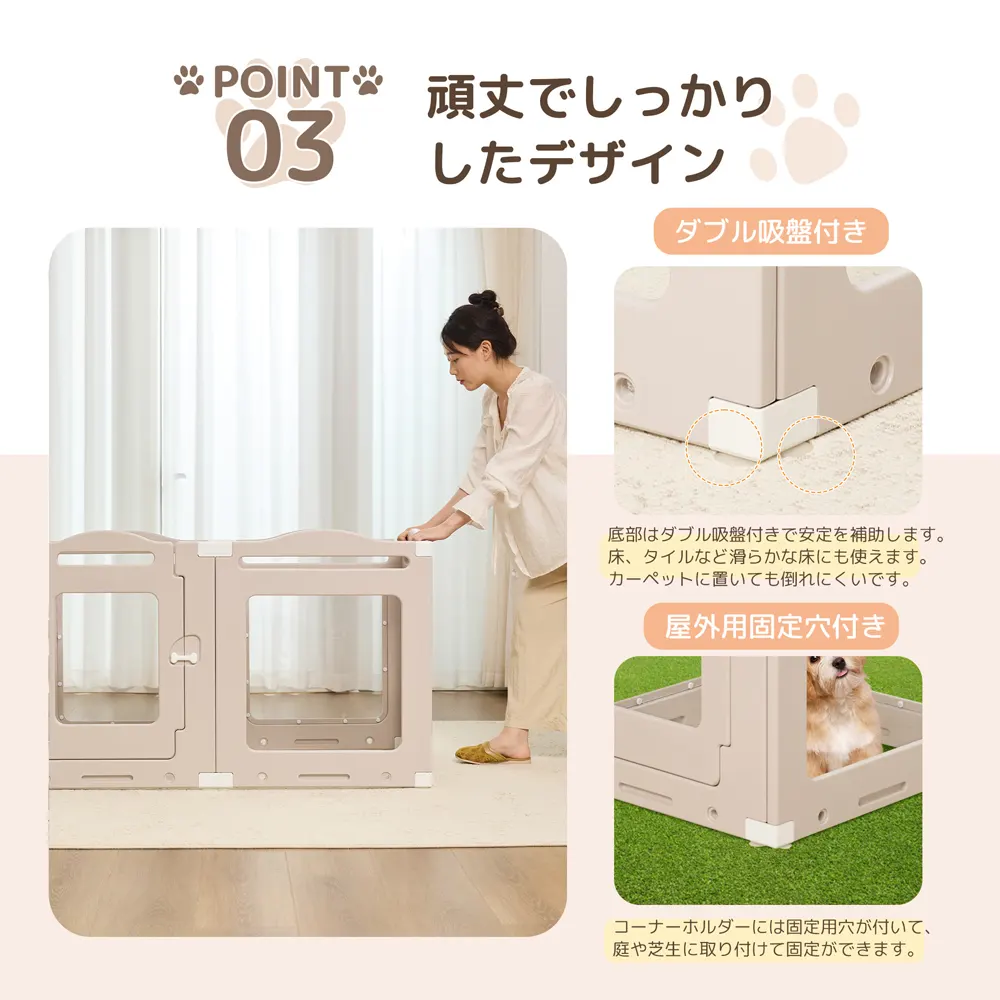 POINT
03
頑丈でしっかり
したデザイン
ダブル吸盤付き
底部はダブル吸盤付きで安定を補助します。
床、タイルなど滑らかな床にも使えます。
カーペットに置いても倒れにくいです。
屋外用固定穴付き
コーナーホルダーには固定用穴が付いて、
庭や芝生に取り付けて固定ができます。